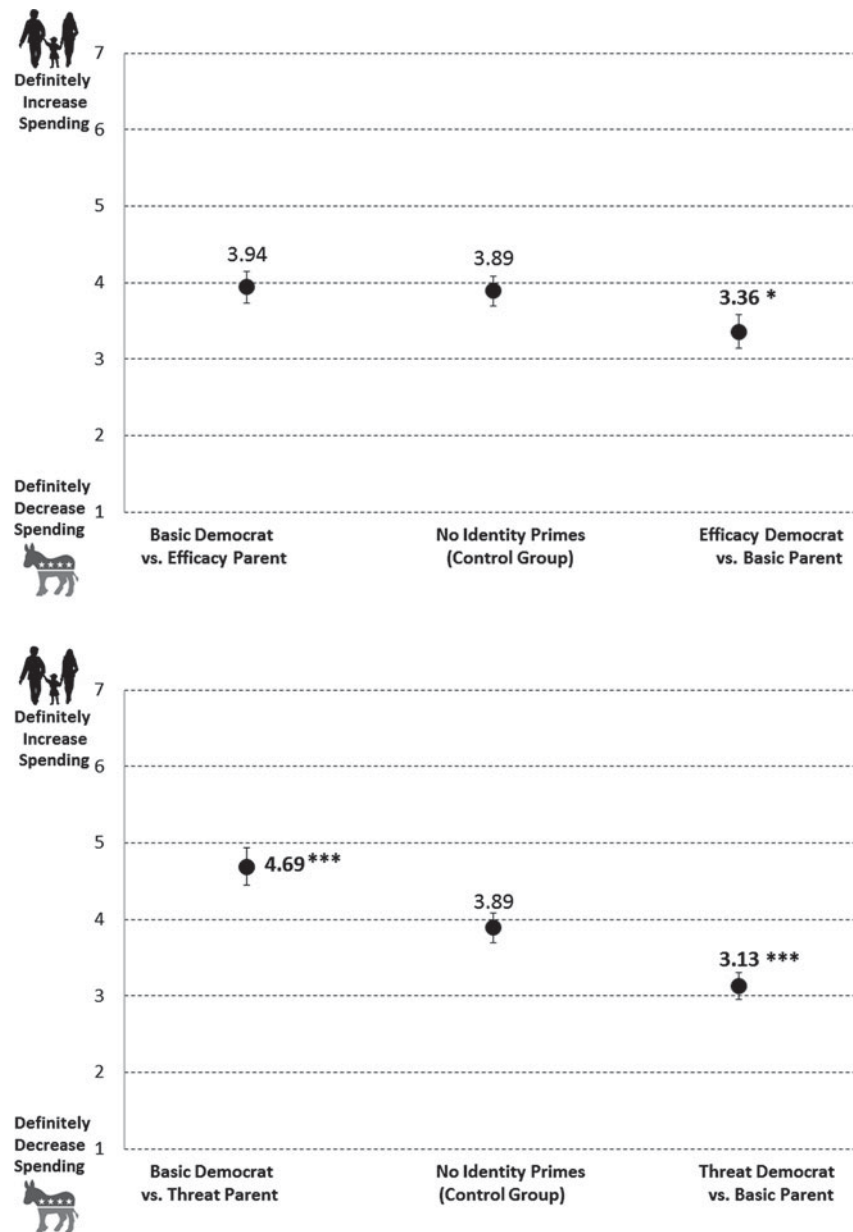 7
Definitely
Increase
Spending
6
5
3.94
3.89
4
3.36 *
3
2
Definitely
Decrease
Spending
1
Basic Democrat
vs. Efficacy Parent
No Identity Primes
(Control Group)
Efficacy Democrat
vs. Basic Parent
7
Definitely
Increase
Spending
6
5
4.69 ***
3.89
4
3.13 ***
3
2
Definitely
Decrease
Spending
1
Basic Democrat
vs. Threat Parent
No Identity Primes
(Control Group)
Threat Democrat
vs. Basic Parent